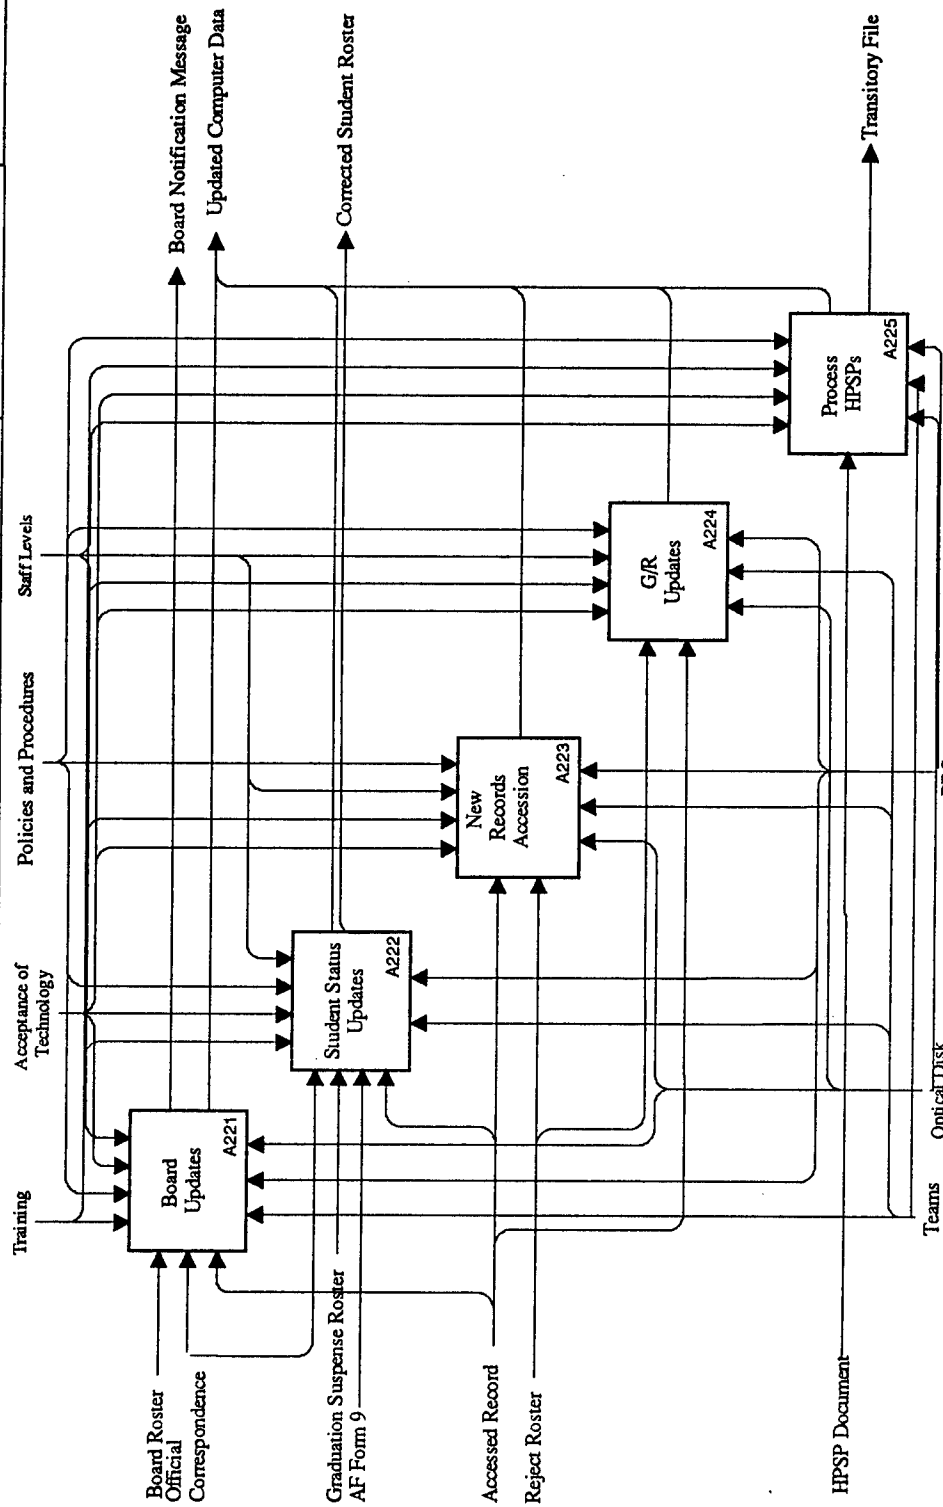 Training
Acceptance of
Technology
Policies and Procedures
Staff Levels
Board Roster
Official
Correspondence
Graduation Suspense Roster
AF Form 9
Accessed Record
Reject Roster
HPSP Document
Board
Updates
A221
Student Status
Updates
A222
New
Records
Accession
A223
G/R
Updates
A224
Process
HPSPs
A225
Board Notification Message
Updated Computer Data
Corrected Student Roster
Transitory File
Teams
Optical Disk